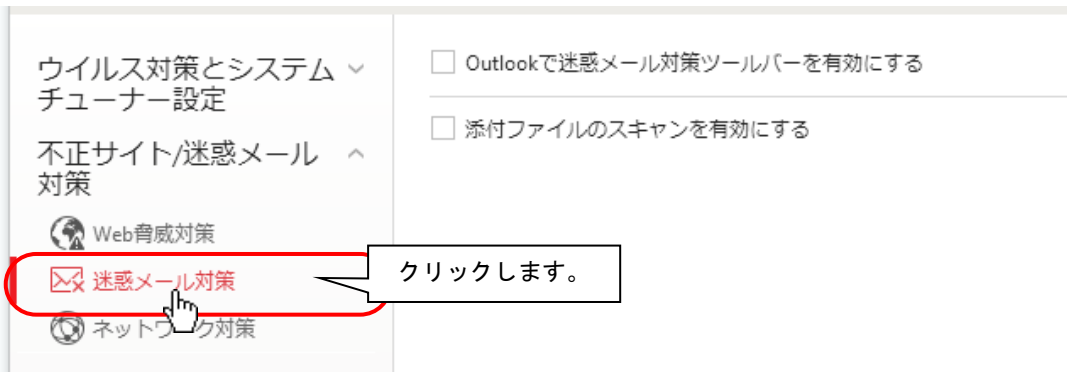 ウイルス対策とシステム
チューナー設定
不正サイト/迷惑メール
対策
Web脅威対策
迷惑メール対策
ネットワーク対策
Outlookで迷惑メール対策ツールバーを有効にする
添付ファイルのスキャンを有効にする
クリックします。